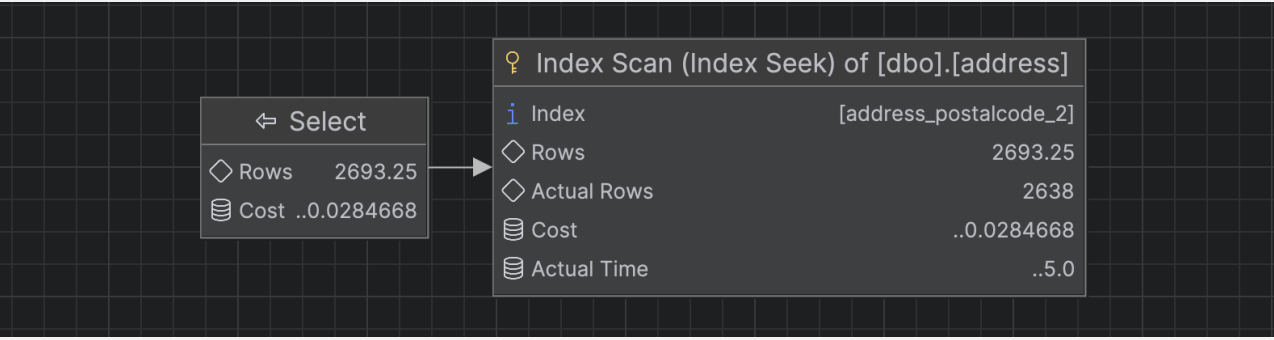 Select
Rows 2693.25
Cost ..0.0284668
Index Scan (Index Seek) of [dbo].[address]
i Index [address_postalcode_2]
Rows 2693.25
Actual Rows 2638
Cost ..0.0284668
Actual Time ..5.0